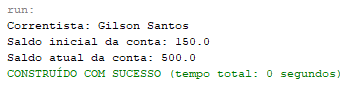 run:
Correntista: Gilson Santos
Saldo inicial da conta: 150.0
Saldo atual da conta: 500.0
CONSTRUÍDO COM SUCESSO (tempo total: 0 segundos)